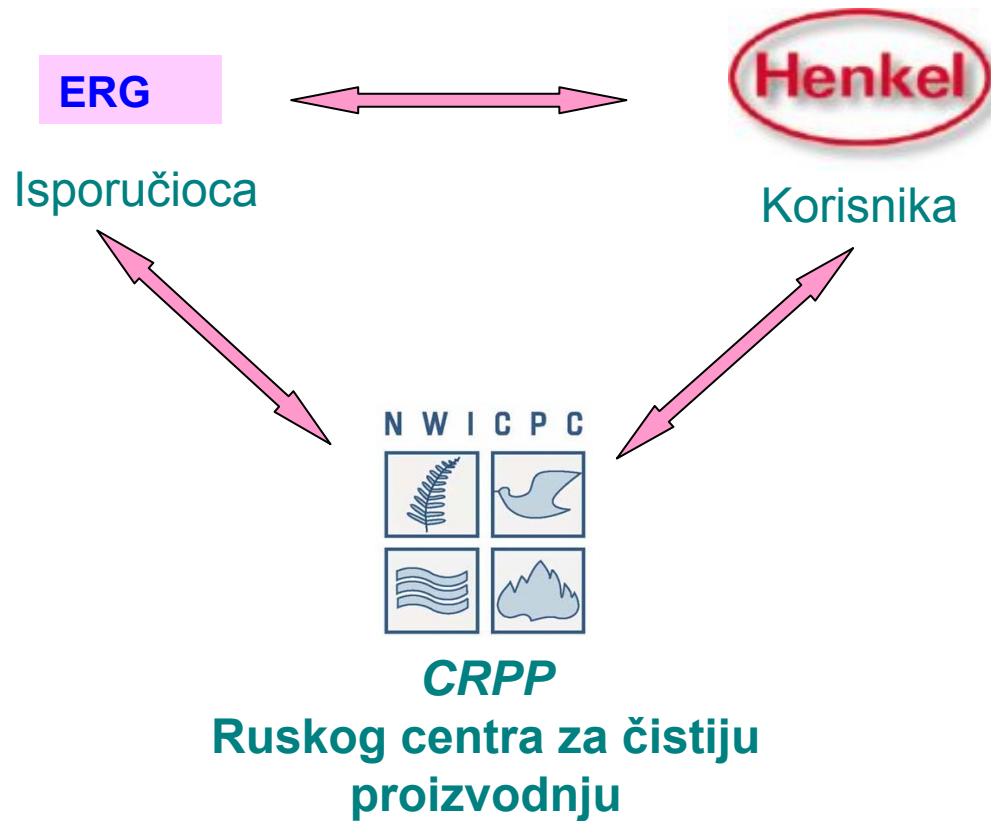 ERG
Henkel
Isporučioca
Korisnika
N W I C P C
CRPP
Ruskog centra za čistiju
proizvodnju